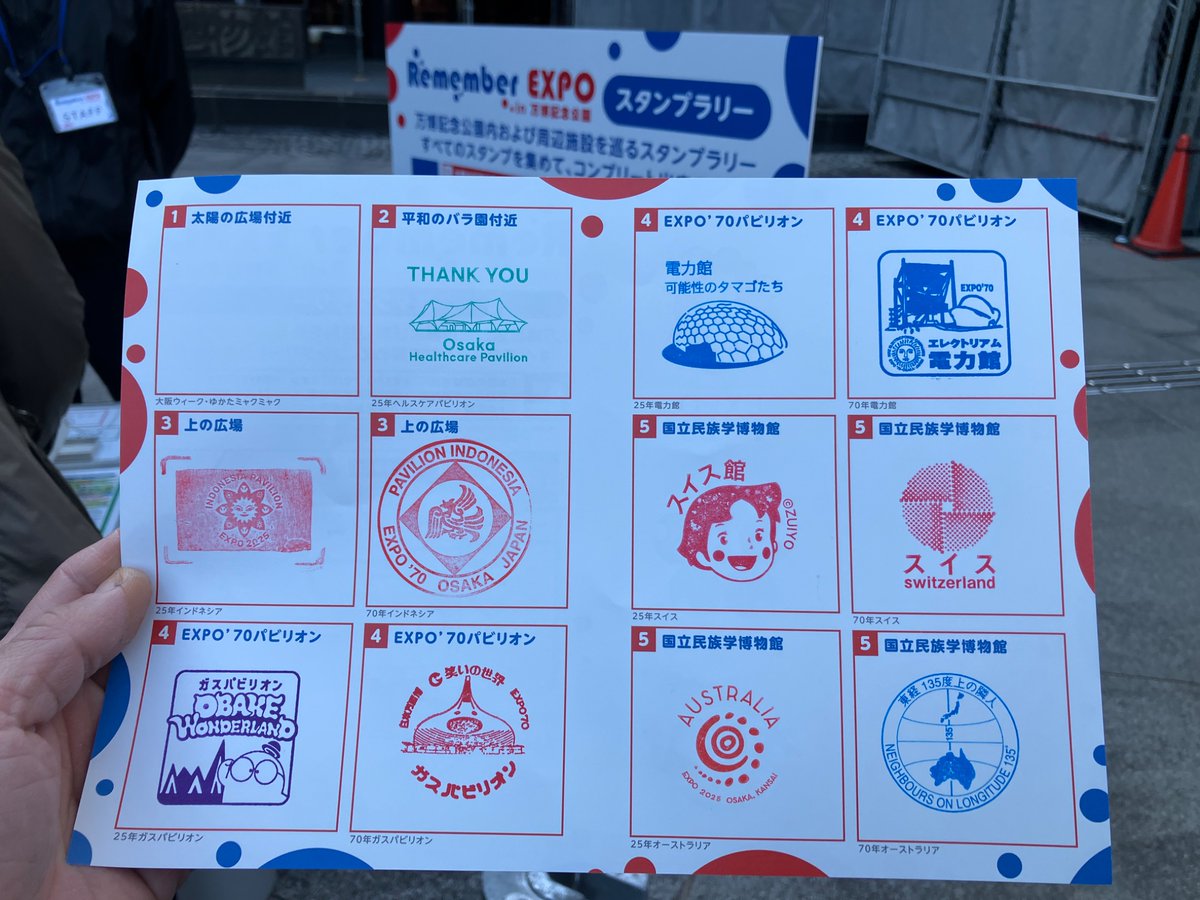 STAFF
Remember EXPO
in 万博記念公園
スタンプラリー
万博記念公園内および周辺施設を巡るスタンプラリー
すべてのスタンプを集めて、コンプリート
1 太陽の広場付近
大阪ウィーク・ゆかたミャクミャク
2 平和のバラ園付近
THANK YOU
Osaka
Healthcare Pavilion
25年ヘルスケアパビリオン
3 上の広場
INDONESIA PAVILION
EXPO 2025
25年インドネシア
3 上の広場
PAVILION INDONESIA
EXPO '70 OSAKA JAPAN
70年インドネシア
4 EXPO'70パビリオン
ガスパビリオン
OBAKE
WONDERLAND
25年ガスパビリオン
4 EXPO'70パビリオン
笑いの世界
EXPO70
ガスパビリオン
70年ガスパビリオン
4 EXPO'70パビリオン
電力館
可能性のタマゴたち
25年電力館
4 EXPO'70パビリオン
EXPO'70
エレクトリアム
電力館
70年電力館
5 国立民族学博物館
スイス館
©ZUIYO
25年スイス
5 国立民族学博物館
スイス
switzerland
70年スイス
5 国立民族学博物館
AUSTRALIA
EXPO 2025 OSAKA, KANSAI
25年オーストラリア
5 国立民族学博物館
東経135度上の隣人
135°
NEIGHBOURS ON LONGITUDE 135°
70年オーストラリア